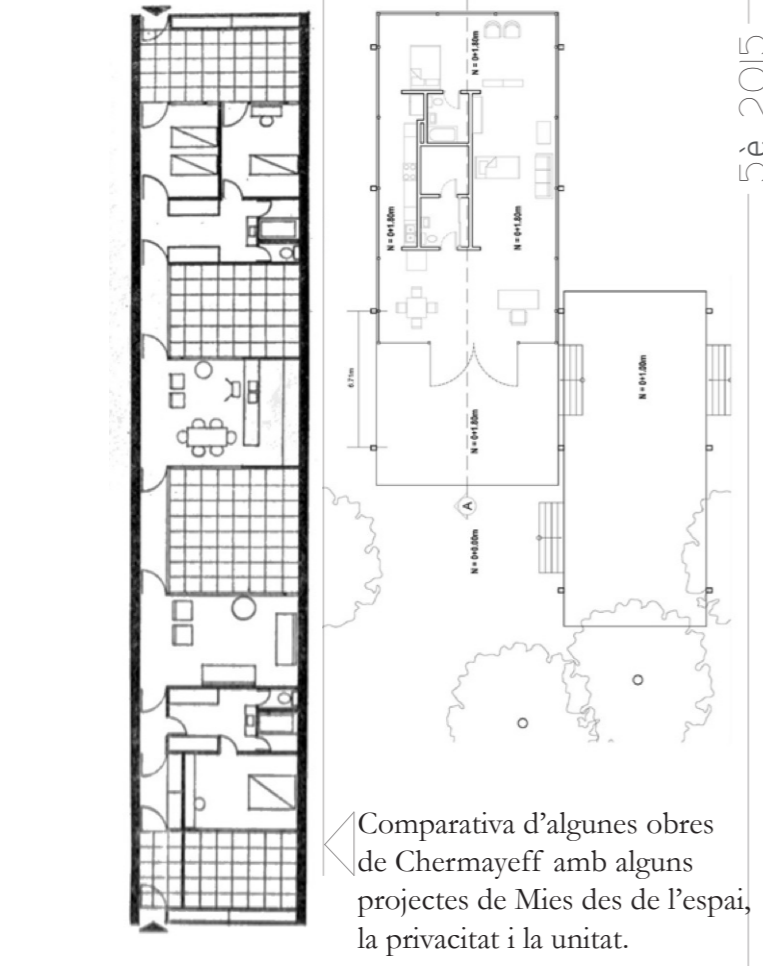 5è 2015
N = 0+1.80m
N = 0+1.80m
N = 0+1.80m
6.71m
N = 0+1.80m
A
N = 0+0.00m
N = 0+1.00m
Comparativa d’algunes obres
de Chermayeff amb alguns
projectes de Mies des de l’espai,
la privacitat i la unitat.